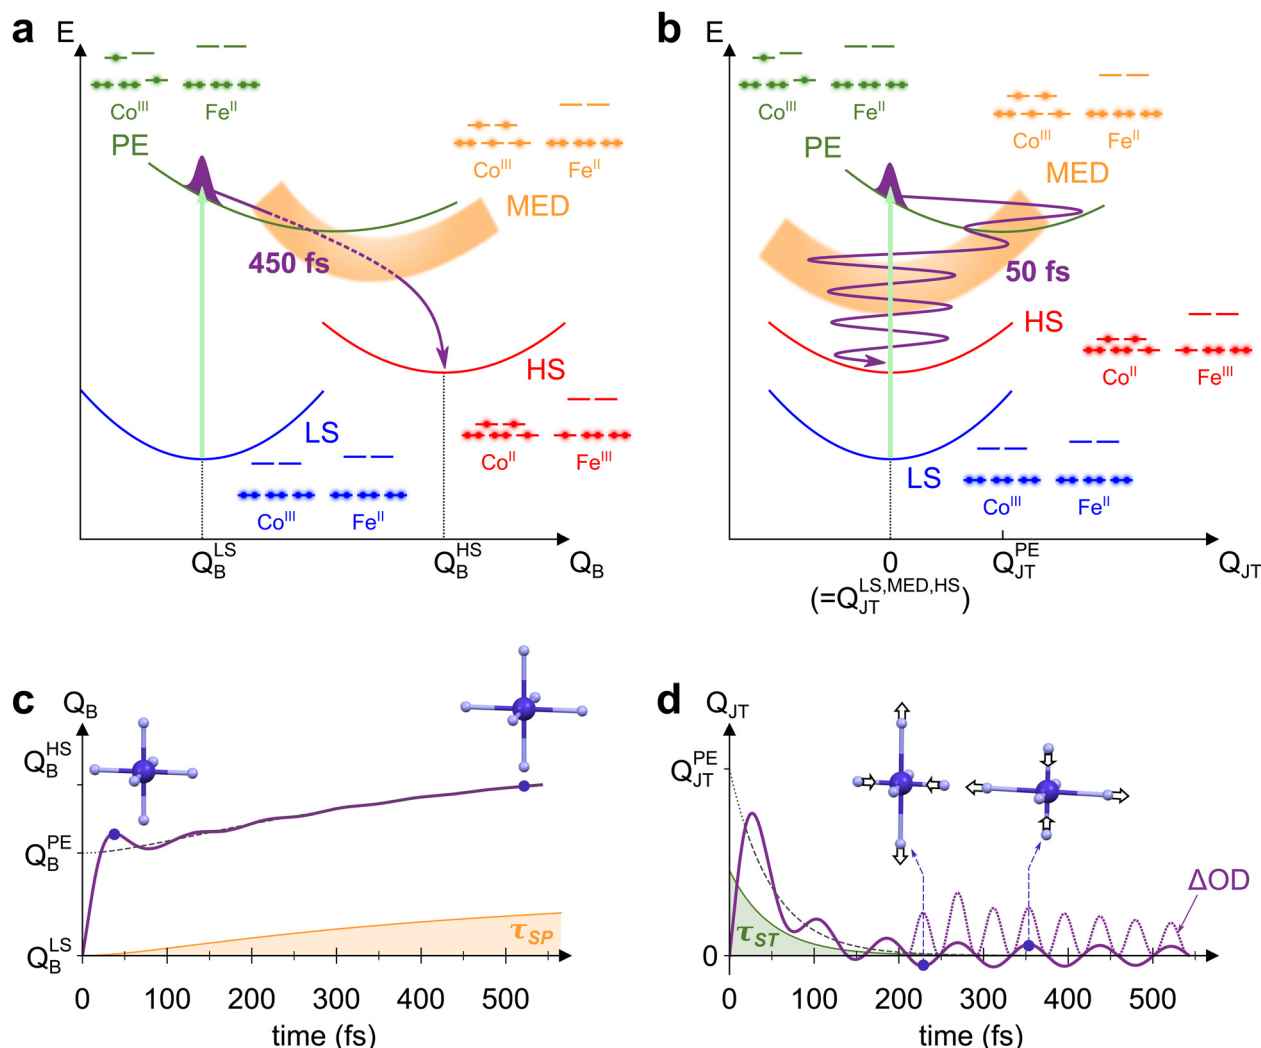 a
E
Co^III
Fe^II
PE
Co^III
Fe^II
MED
450 fs
HS
LS
Co^II
Fe^III
Co^III
Fe^II
Q_B^LS
Q_B^HS
Q_B
b
E
Co^III
Fe^II
PE
Co^III
Fe^II
MED
50 fs
HS
Co^II
Fe^III
LS
Co^III
Fe^II
0
Q_JT^PE
Q_JT
(=Q_JT^LS,MED,HS)
c
Q_B
Q_B^HS
Q_B^PE
Q_B^LS
τ_SP
0 100 200 300 400 500
time (fs)
d
Q_JT
Q_JT^PE
ΔOD
τ_ST
0
0 100 200 300 400 500
time (fs)